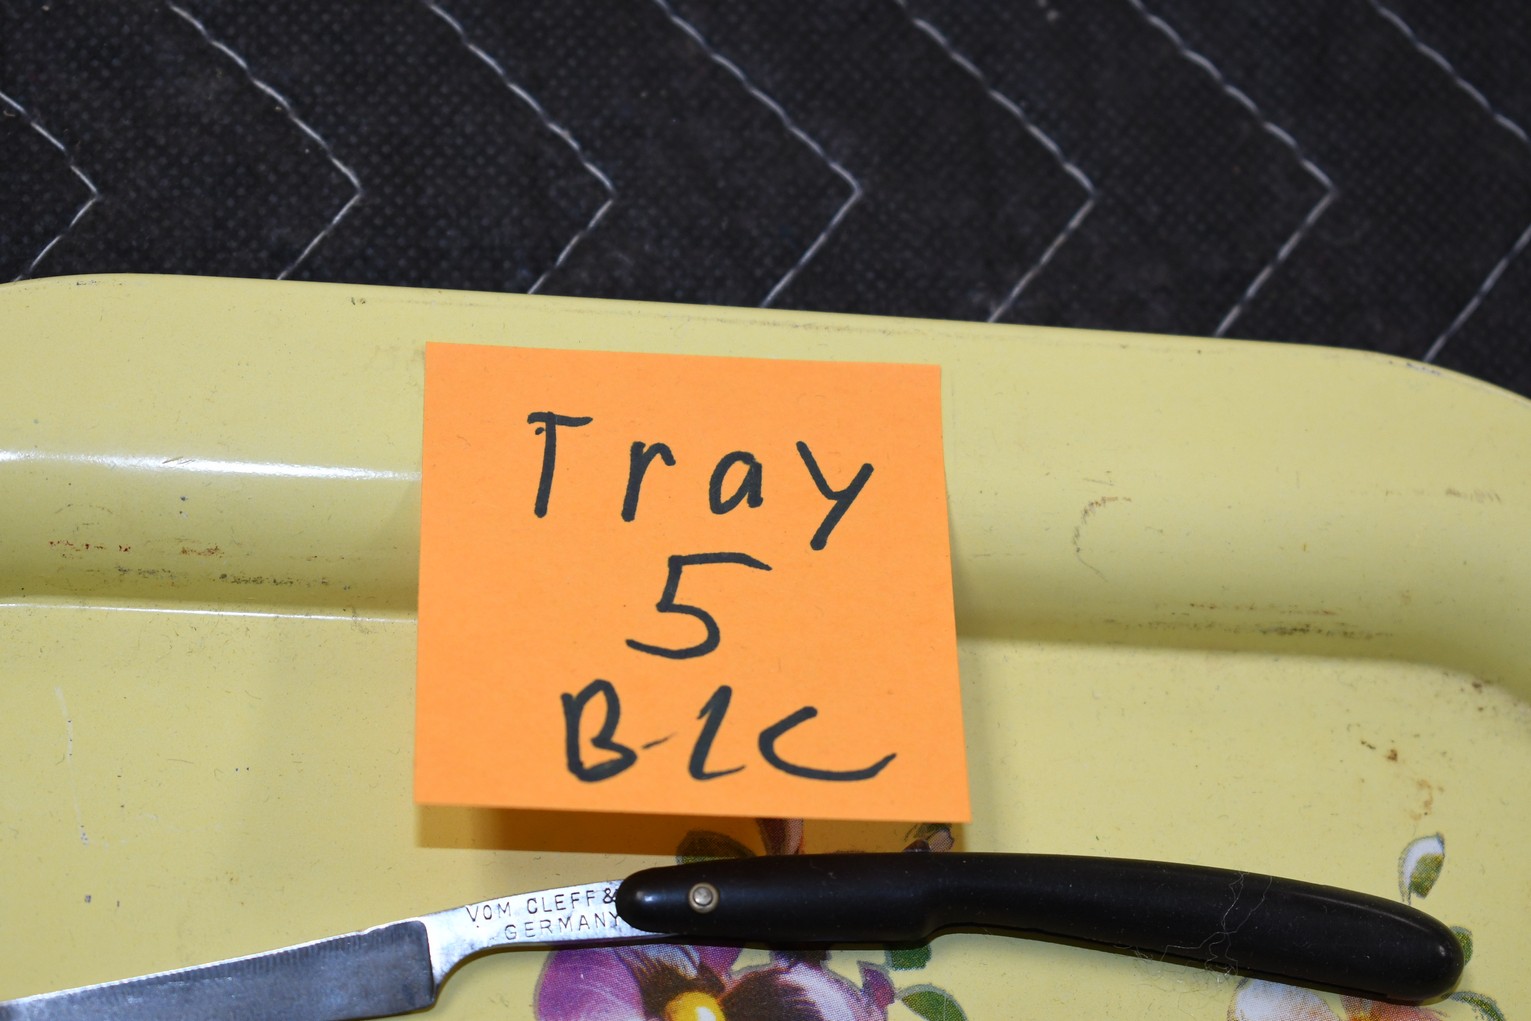 Tray
5
B-1C
VOM CLEFF &
GERMANY